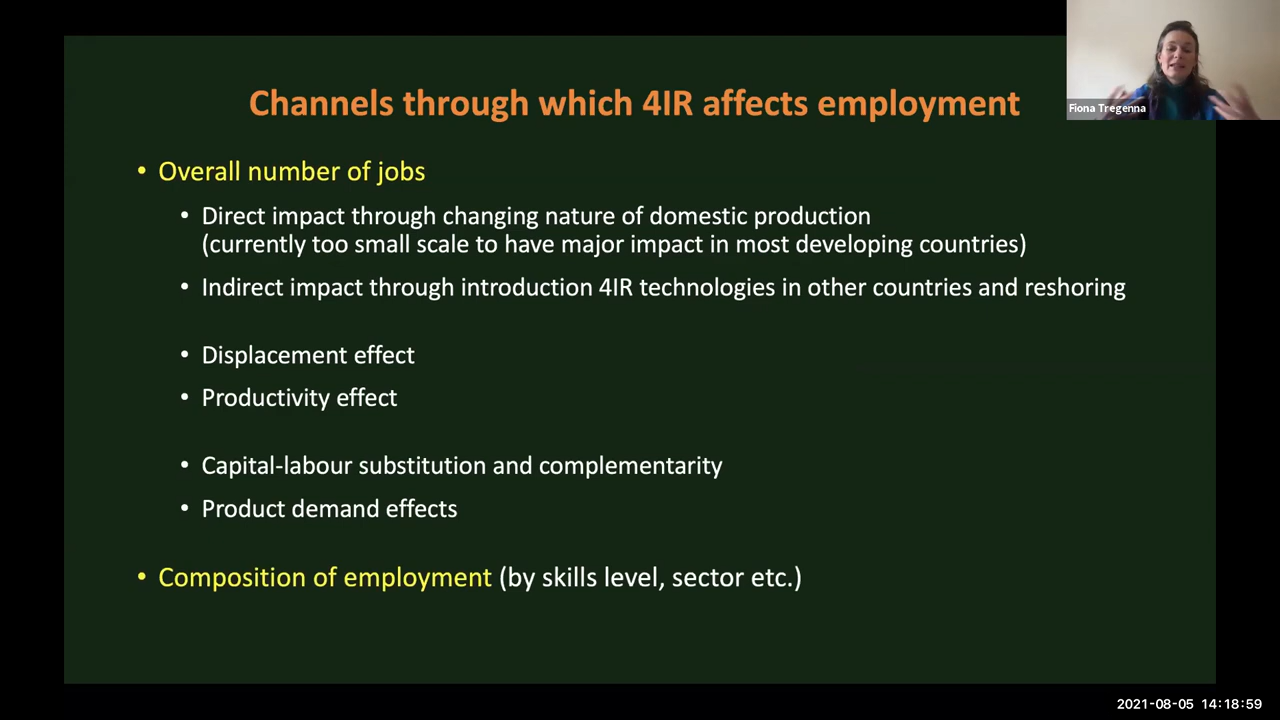 Channels through which 4IR affects employment
Fiona Tregenna
• Overall number of jobs
• Direct impact through changing nature of domestic production
(currently too small scale to have major impact in most developing countries)
• Indirect impact through introduction 4IR technologies in other countries and reshoring
• Displacement effect
• Productivity effect
• Capital-labour substitution and complementarity
• Product demand effects
• Composition of employment (by skills level, sector etc.)
2021-08-05 14:18:59